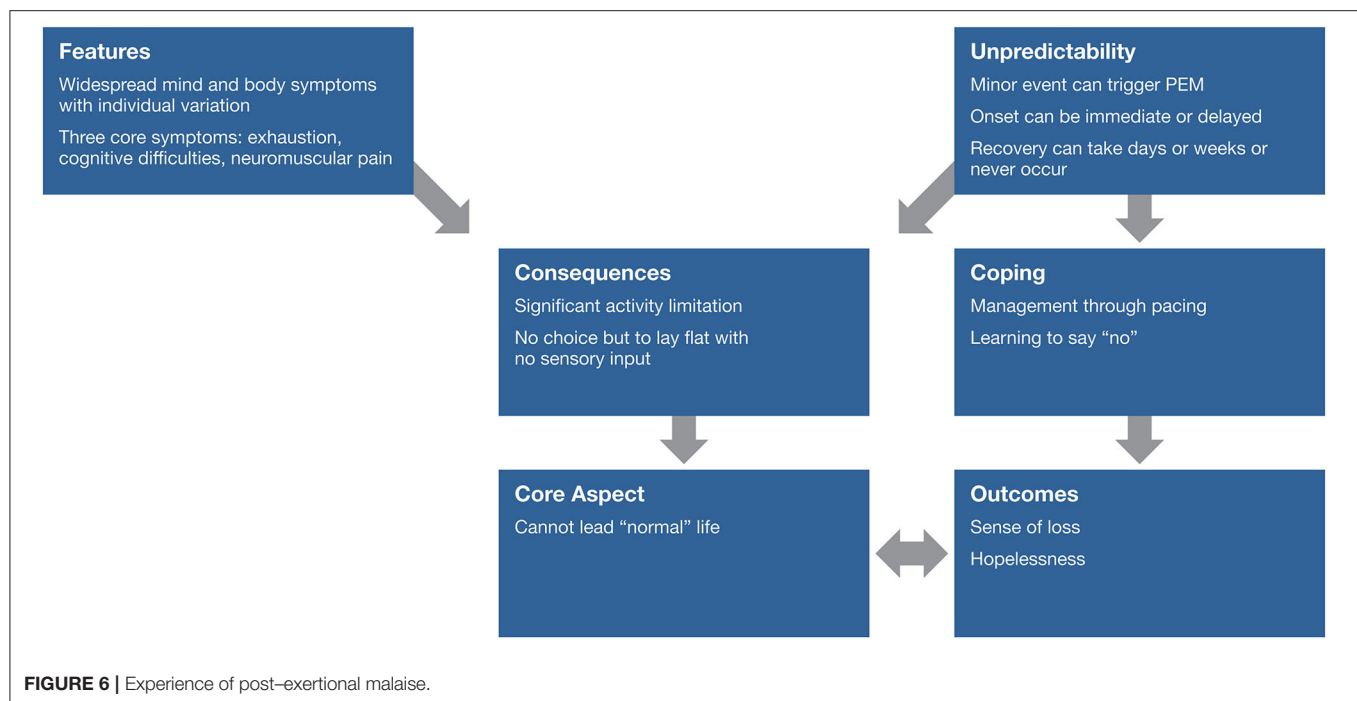 Features
Widespread mind and body symptoms
with individual variation
Three core symptoms: exhaustion,
cognitive difficulties, neuromuscular pain
Unpredictability
Minor event can trigger PEM
Onset can be immediate or delayed
Recovery can take days or weeks or
never occur
Consequences
Significant activity limitation
No choice but to lay flat with
no sensory input
Coping
Management through pacing
Learning to say “no”
Core Aspect
Cannot lead “normal” life
Outcomes
Sense of loss
Hopelessness
FIGURE 6 | Experience of post–exertional malaise.